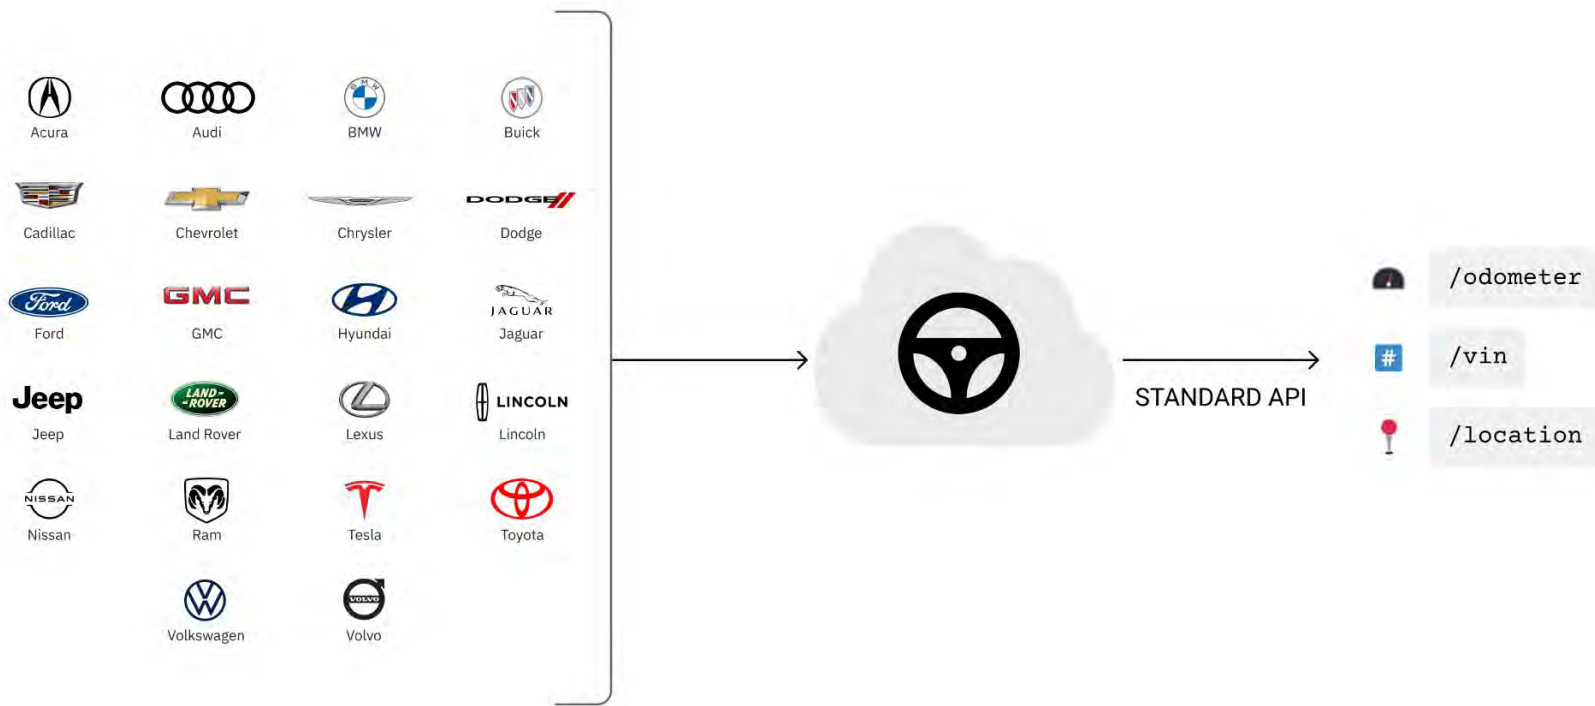 Acura
Audi
BMW
Buick
Cadillac
Chevrolet
Chrysler
DODGE
Dodge
Ford
Ford
GMC
GMC
Hyundai
JAGUAR
Jaguar
Jeep
Jeep
LAND-
-ROVER
Land Rover
Lexus
LINCOLN
Lincoln
NISSAN
Nissan
Ram
Tesla
Toyota
Volkswagen
VOLVO
Volvo
STANDARD API
/odometer
# /vin
/location